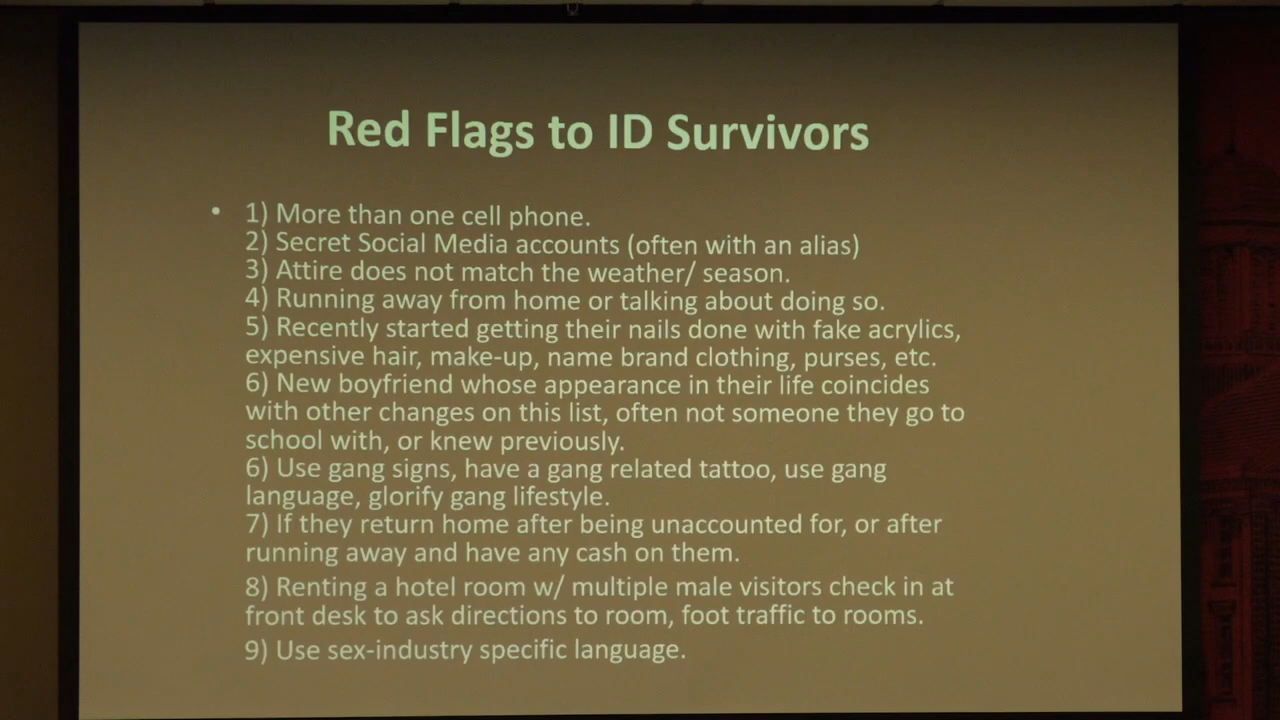 Red Flags to ID Survivors
• 1) More than one cell phone.
2) Secret Social Media accounts (often with an alias)
3) Attire does not match the weather/ season.
4) Running away from home or talking about doing so.
5) Recently started getting their nails done with fake acrylics,
expensive hair, make-up, name brand clothing, purses, etc.
6) New boyfriend whose appearance in their life coincides
with other changes on this list, often not someone they go to
school with, or knew previously.
6) Use gang signs, have a gang related tattoo, use gang
language, glorify gang lifestyle.
7) If they return home after being unaccounted for, or after
running away and have any cash on them.
8) Renting a hotel room w/ multiple male visitors check in at
front desk to ask directions to room, foot traffic to rooms.
9) Use sex-industry specific language.